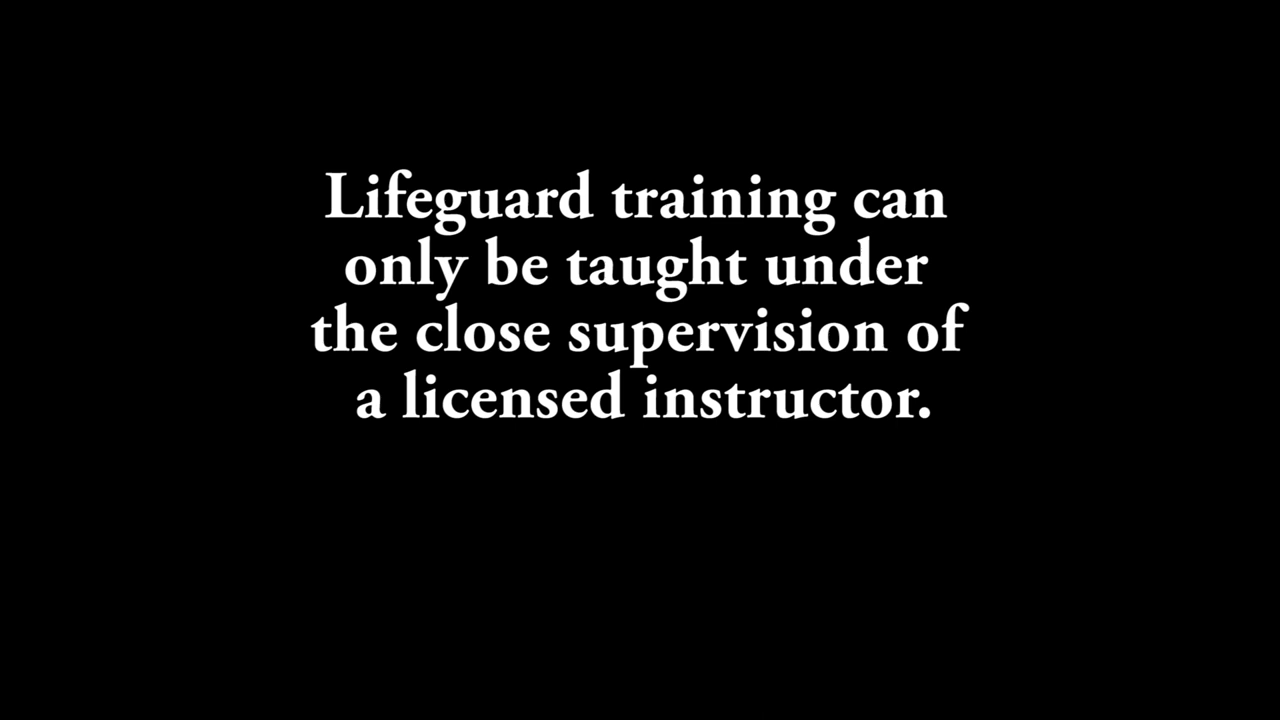 Lifeguard training can
only be taught under
the close supervision of
a licensed instructor.